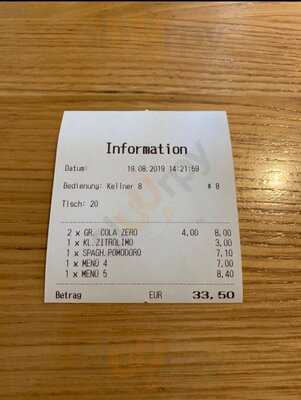 Information
Datum: 19.08.2019 14:21:59
Bedienung: Kellner 8 # 8
Tisch: 20
2 x GR. COLA ZERO 4,00 8,00
1 x KL.ZITROLIMO 3,00
1 x SPAGH.POMODORO 7,10
1 x MENÜ 4 7,00
1 x MENÜ 5 8,40
Betrag EUR 33,50